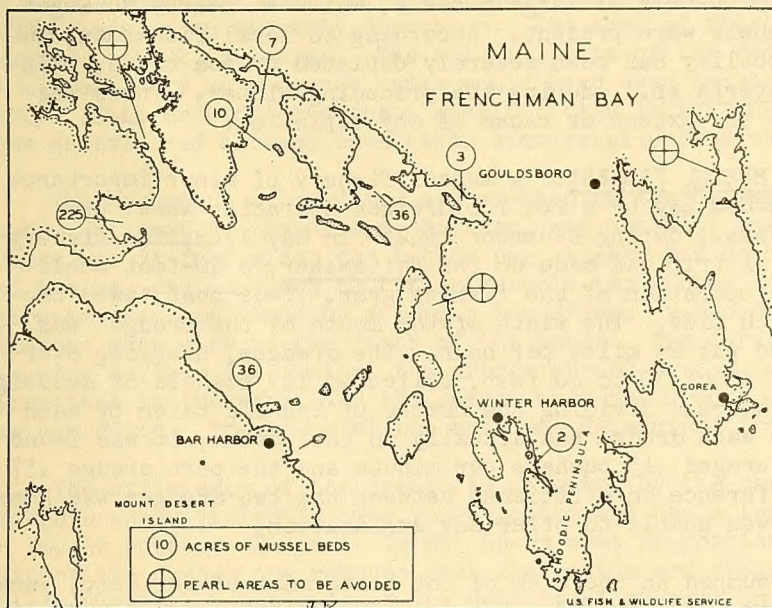 MAINE
FRENCHMAN BAY
7
10
3
GOULDSBORO
36
225
36
BAR HARBOR
WINTER HARBOR
COREA
2
SCHOODIC PENINSULA
MOUNT DESERT
ISLAND
10 ACRES OF MUSSEL BEDS
PEARL AREAS TO BE AVOIDED
U.S. FISH & WILDLIFE SERVICE